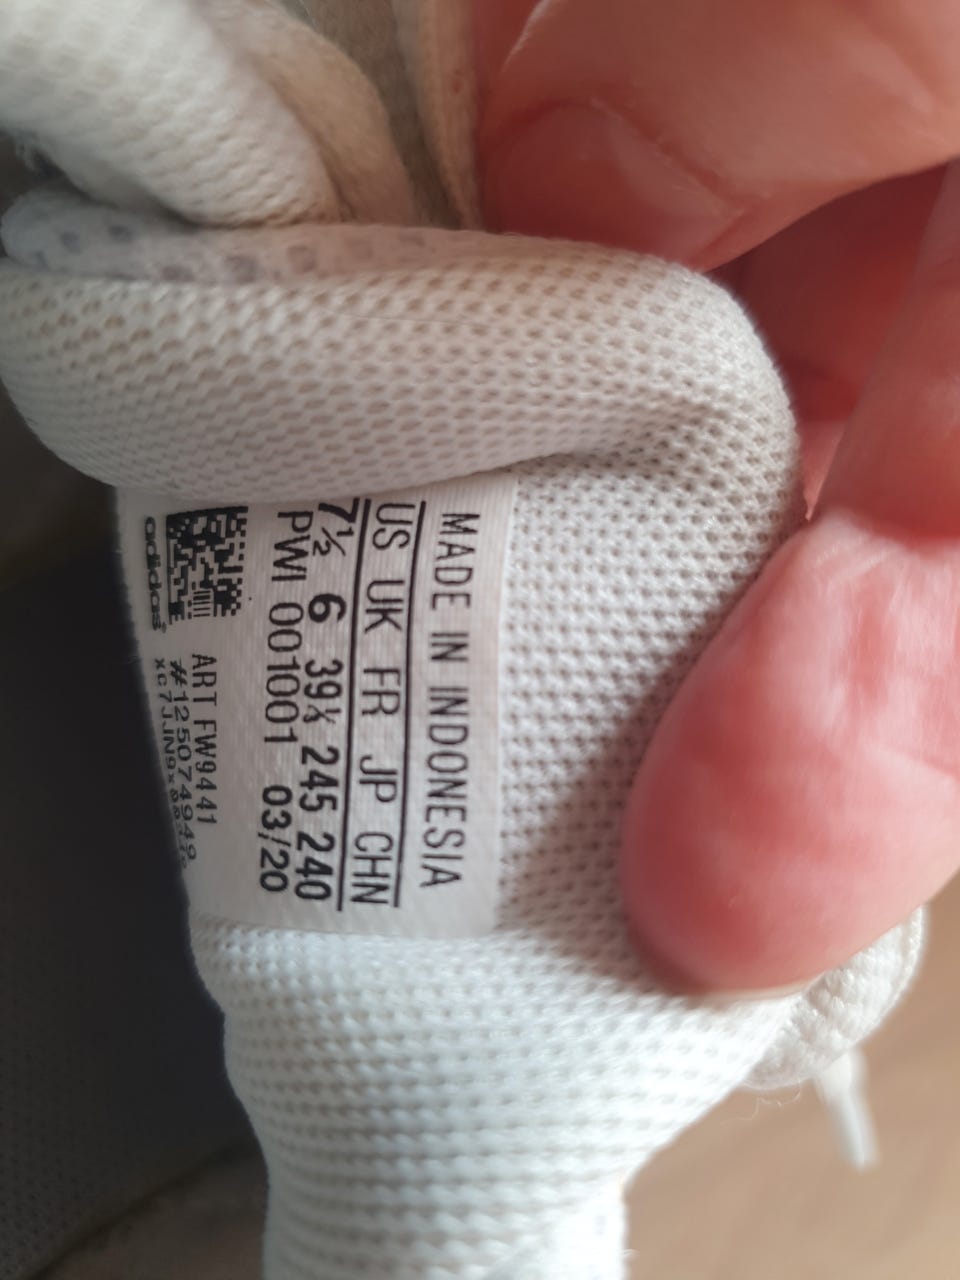 MADE IN INDONESIA
US UK FR JP CHN
7½ 6 39⅓ 245 240
PWI 001001 03/20
ART FW9441
#125074949
adidas®